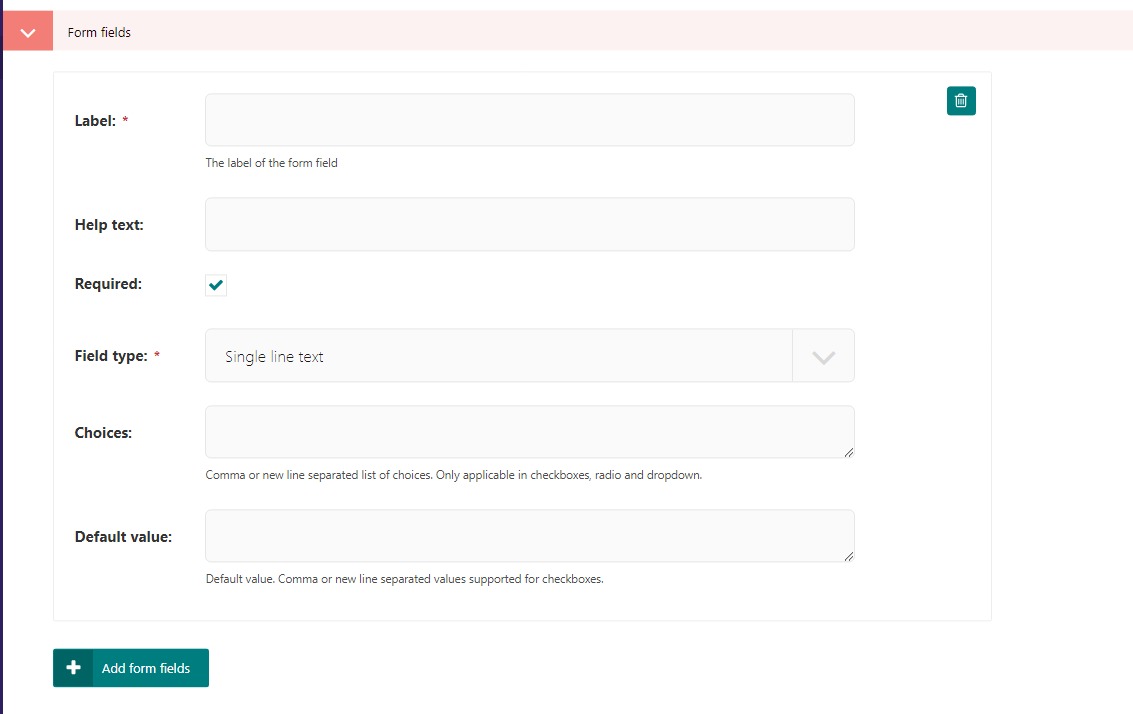 Form fields
Label: *
The label of the form field
Help text:
Required:
Field type: *
Single line text
Choices:
Comma or new line separated list of choices. Only applicable in checkboxes, radio and dropdown.
Default value:
Default value. Comma or new line separated values supported for checkboxes.
Add form fields